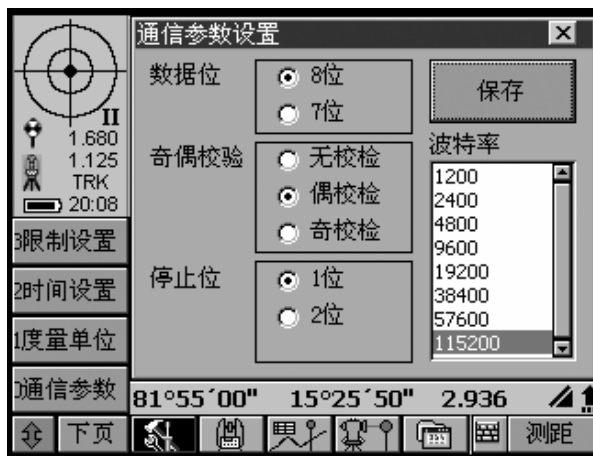 通信参数设置
数据位
8位
7位
保存
奇偶校验
无校检
偶校检
奇校检
波特率
1200
2400
4800
9600
19200
38400
57600
115200
停止位
1位
2位
II
1.680
1.125
TRK
20:08
3限制设置
2时间设置
1度量单位
0通信参数
81°55′00" 15°25′50" 2.936
下页
测距